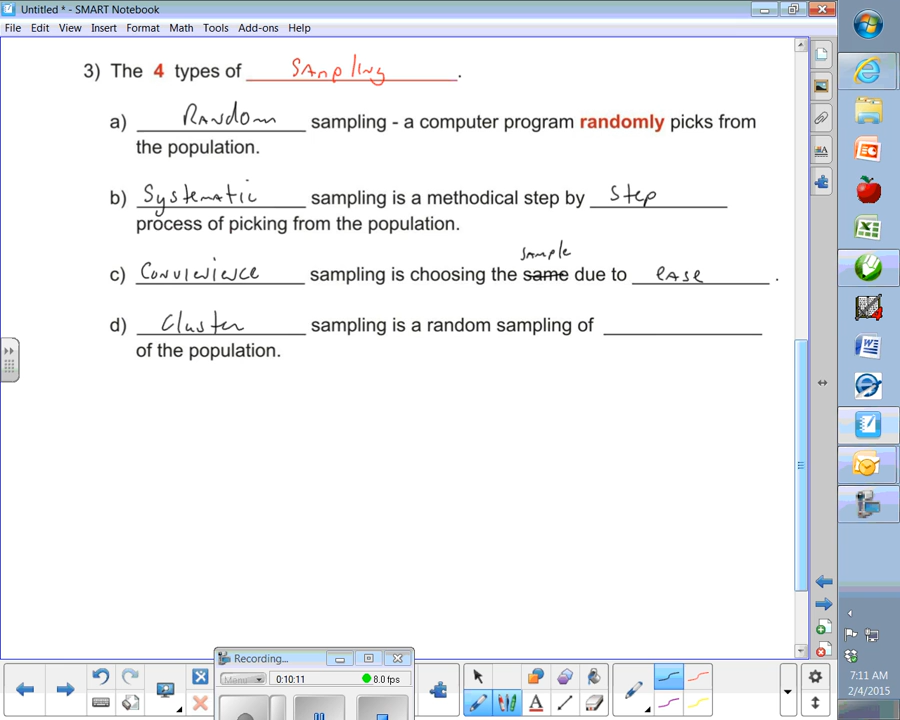 Untitled * - SMART Notebook
File Edit View Insert Format Math Tools Add-ons Help
3) The 4 types of Sampling .
a) Random sampling - a computer program randomly picks from
the population.
b) Systematic sampling is a methodical step by Step
process of picking from the population.
sample
c) Convienience sampling is choosing the same due to ease .
d) Cluster sampling is a random sampling of
of the population.
Recording...
Menu 0:10:11 8.0 fps
7:11 AM
2/4/2015